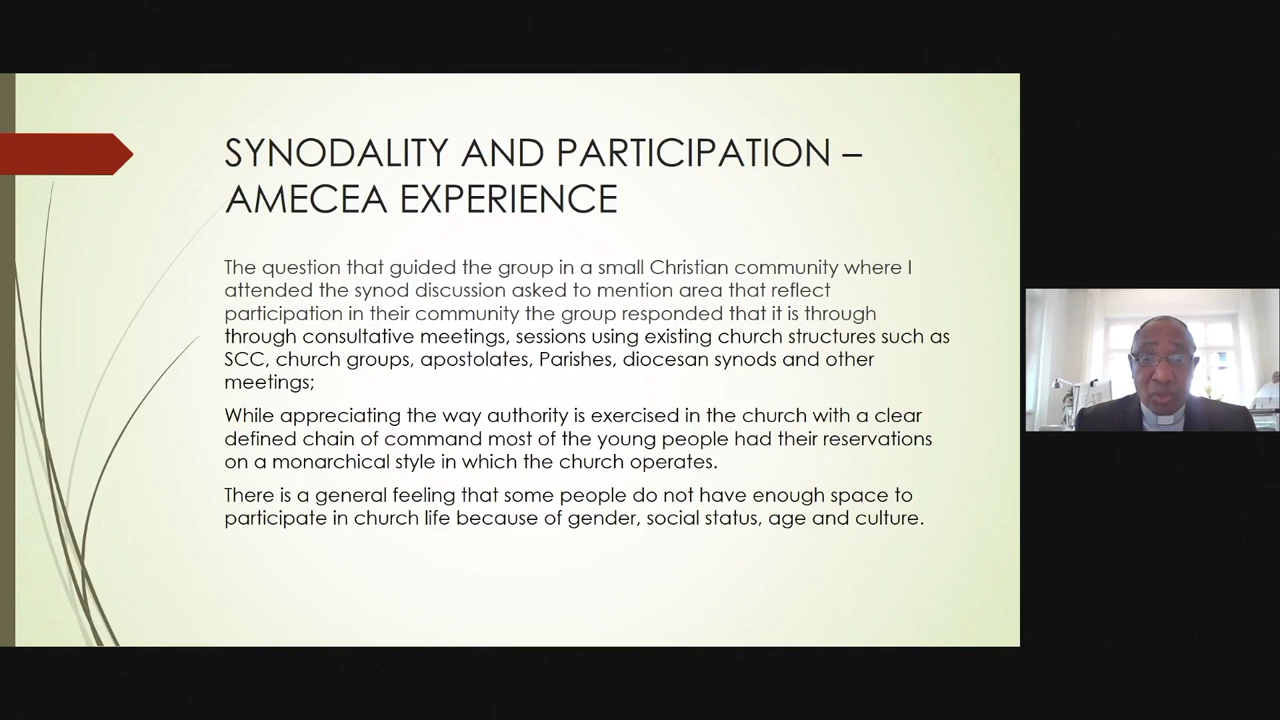 SYNODALITY AND PARTICIPATION –
AMECEA EXPERIENCE
The question that guided the group in a small Christian community where I
attended the synod discussion asked to mention area that reflect
participation in their community the group responded that it is through
through consultative meetings, sessions using existing church structures such as
SCC, church groups, apostolates, Parishes, diocesan synods and other
meetings;
While appreciating the way authority is exercised in the church with a clear
defined chain of command most of the young people had their reservations
on a monarchical style in which the church operates.
There is a general feeling that some people do not have enough space to
participate in church life because of gender, social status, age and culture.